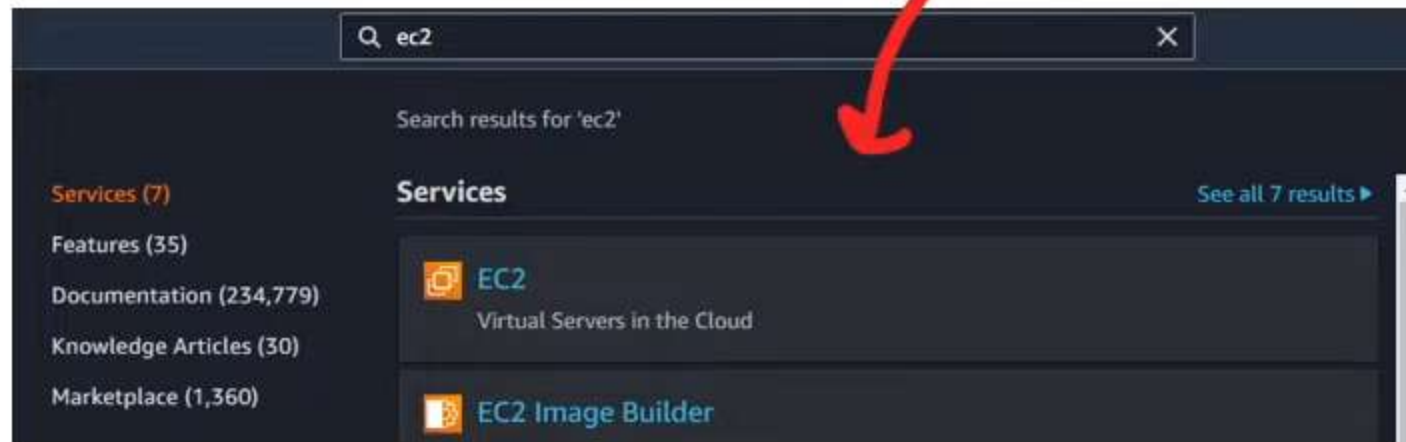 ec2
Search results for 'ec2'
Services (7)
Features (35)
Documentation (234,779)
Knowledge Articles (30)
Marketplace (1,360)
Services
See all 7 results
EC2
Virtual Servers in the Cloud
EC2 Image Builder